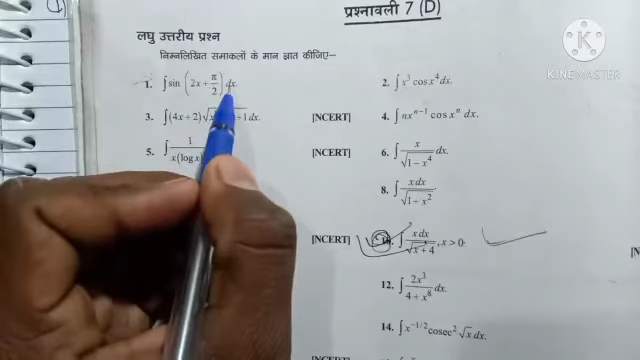 प्रश्नावली 7 (D)
लघु उत्तरीय प्रश्न
निम्नलिखित समाकलों के मान ज्ञात कीजिए—
1. ∫ sin (2x + π/2) dx. 2. ∫ x³ cos x⁴ dx.
3. ∫ (4x + 2) √ + 1 dx. [NCERT] 4. ∫ nxⁿ⁻¹ cos xⁿ dx.
5. ∫ 1/x(log x) [NCERT] 6. ∫ x/√(1 − x⁴) dx.
8. ∫ x dx/√(1 + x²).
[NCERT] 10. ∫ x dx/√(x + 4), x > 0. [N
12. ∫ 2x³/(4 + x⁸) dx.
14. ∫ x⁻¹/² cosec² √x dx.
KINEMASTER